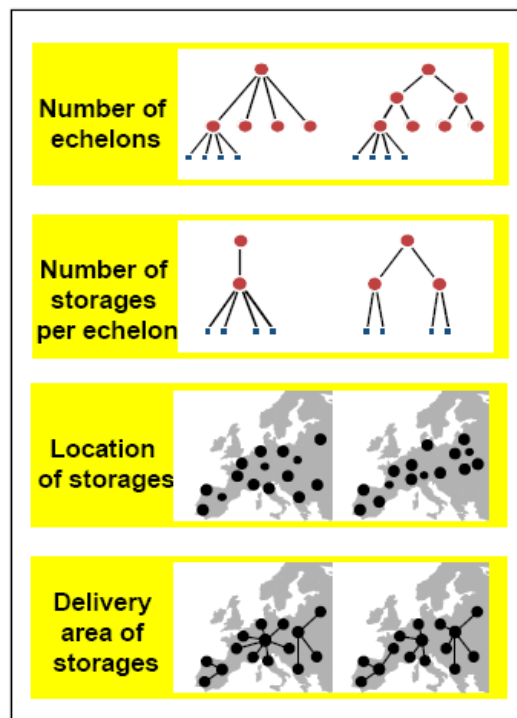 Number of
echelons
Number of
storages
per echelon
Location
of storages
Delivery
area of
storages